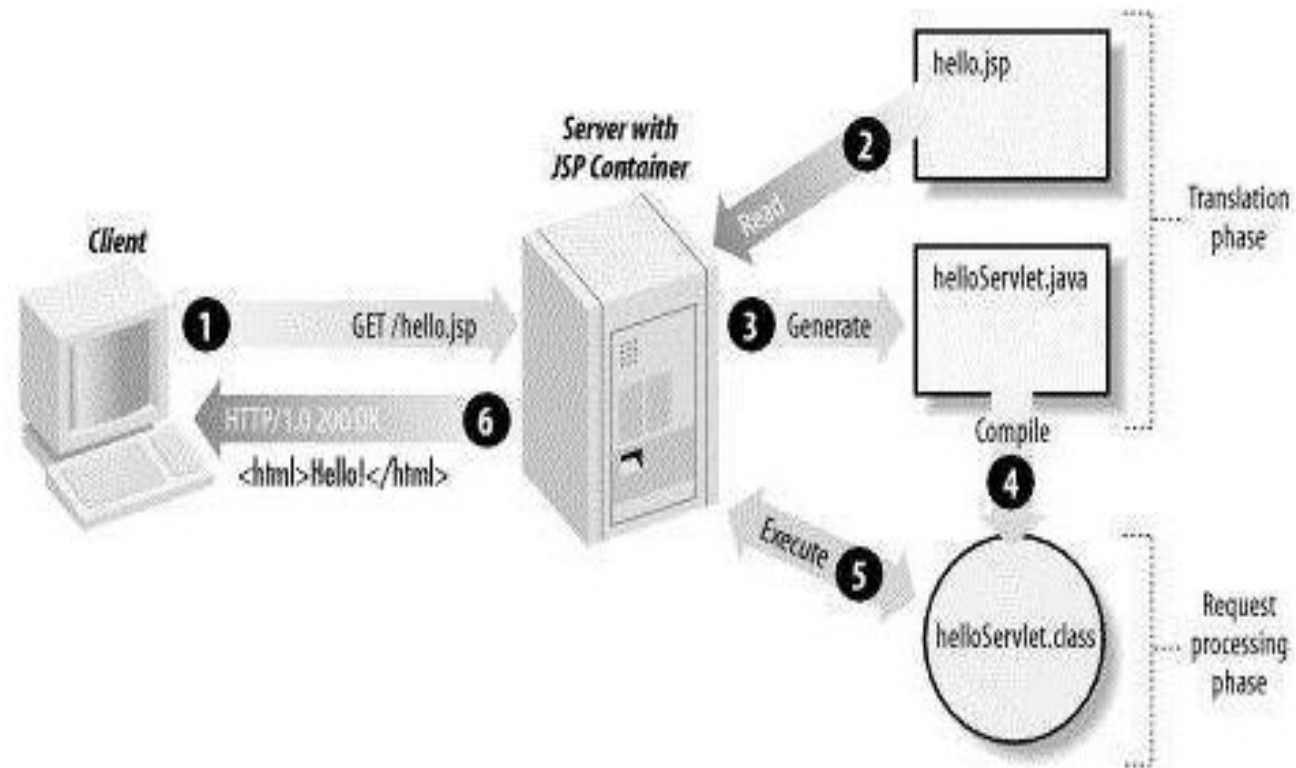 hello.jsp
Server with
JSP Container
2
Read
Translation
phase
Client
helloServlet.java
1
GET /hello.jsp
3
Generate
HTTP/1.0 200 OK
6
Compile
<html>Hello!</html>
4
Execute
5
helloServlet.class
Request
processing
phase